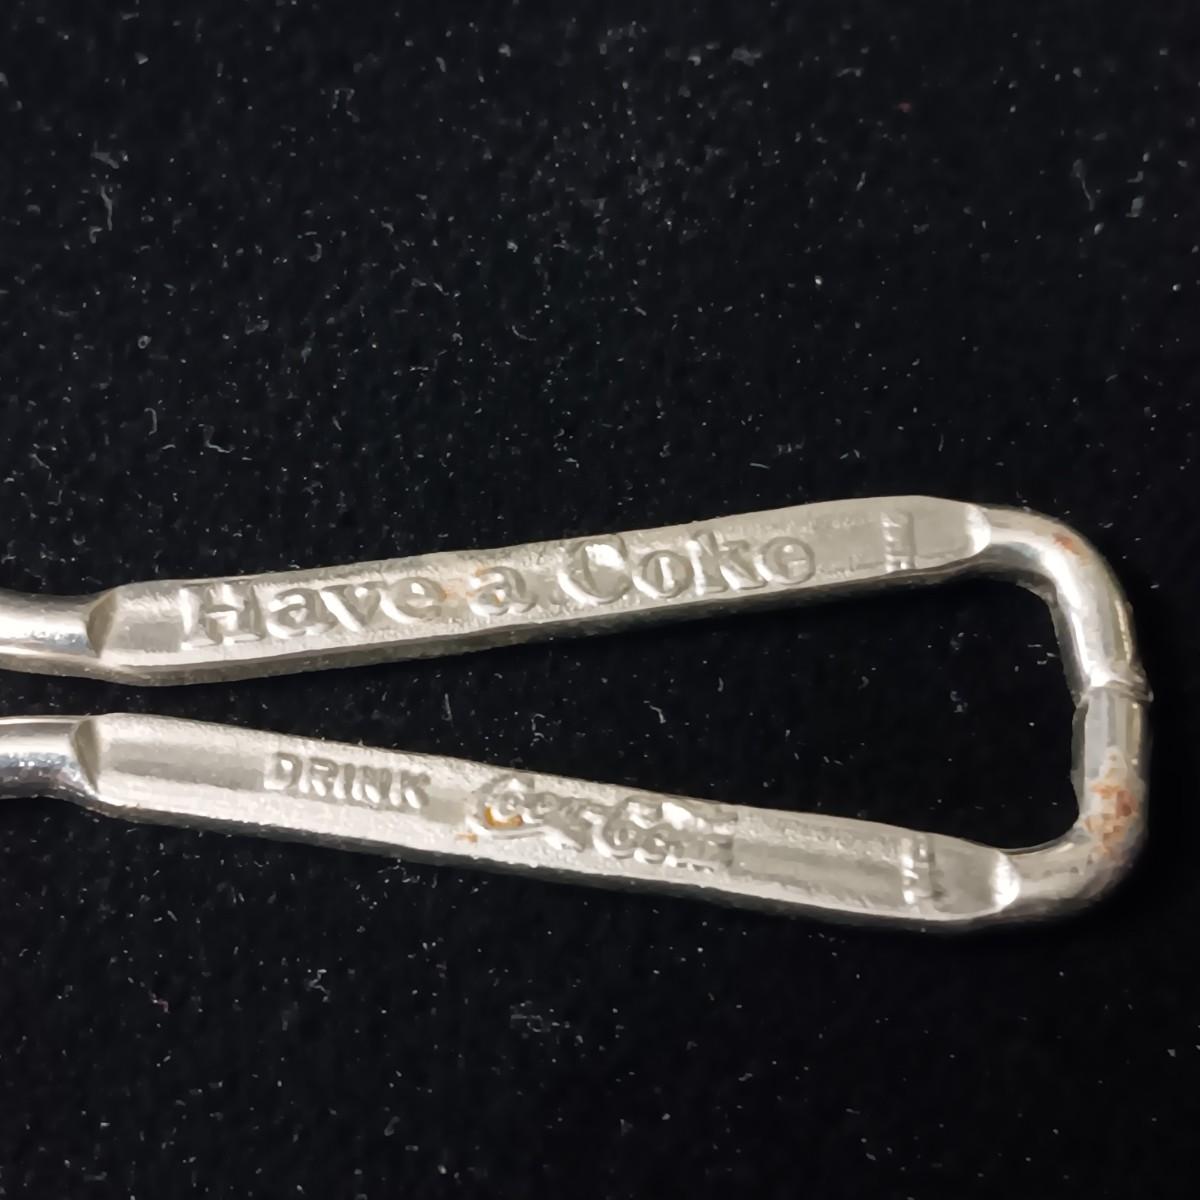 Have a Coke
DRINK Coca-Cola